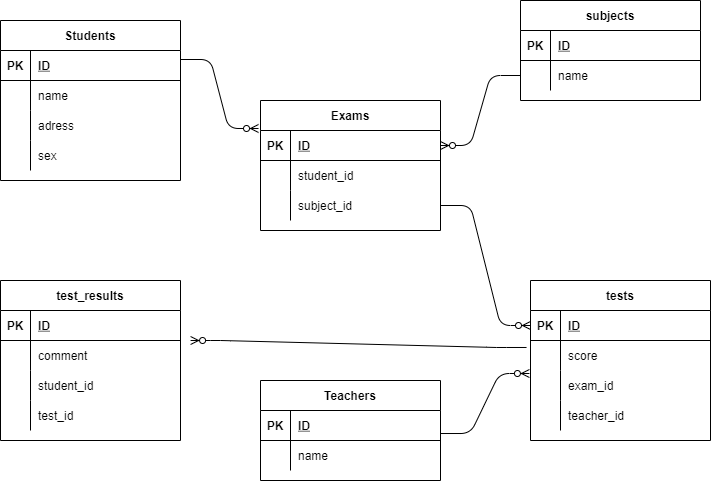 Students
PK ID
name
adress
sex
subjects
PK ID
name
Exams
PK ID
student_id
subject_id
test_results
PK ID
comment
student_id
test_id
tests
PK ID
score
exam_id
teacher_id
Teachers
PK ID
name